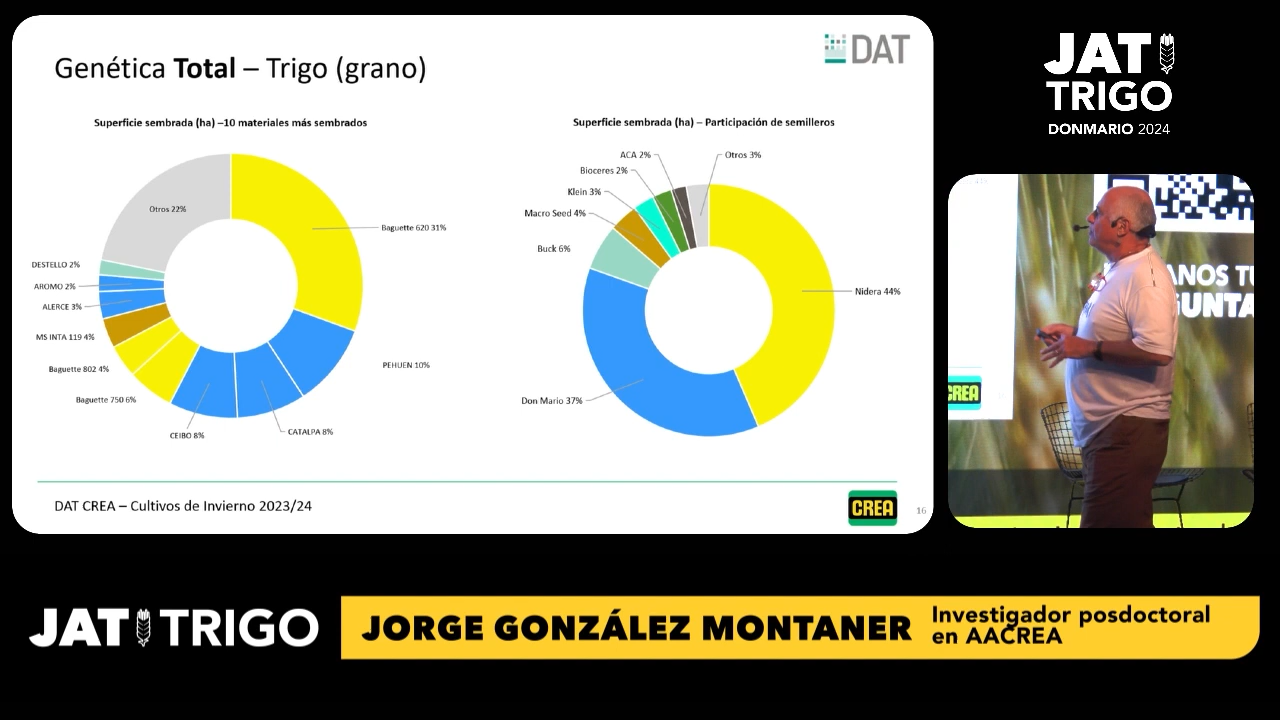 Genética Total – Trigo (grano)
DAT
Superficie sembrada (ha) –10 materiales más sembrados
Otros 22%
Baguette 620 31%
DESTELLO 2%
AROMO 2%
ALERCE 3%
MS INTA 119 4%
Baguette 802 4%
Baguette 750 6%
CEIBO 8%
CATALPA 8%
PEHUEN 10%
Superficie sembrada (ha) – Participación de semilleros
ACA 2%
Otros 3%
Bioceres 2%
Klein 3%
Macro Seed 4%
Buck 6%
Nidera 44%
Don Mario 37%
DAT CREA – Cultivos de Invierno 2023/24
CREA
16
JAT
TRIGO
DONMARIO 2024
ANOS TU
GUNTA
CREA
JAT TRIGO
JORGE GONZÁLEZ MONTANER
Investigador posdoctoral
en AACREA